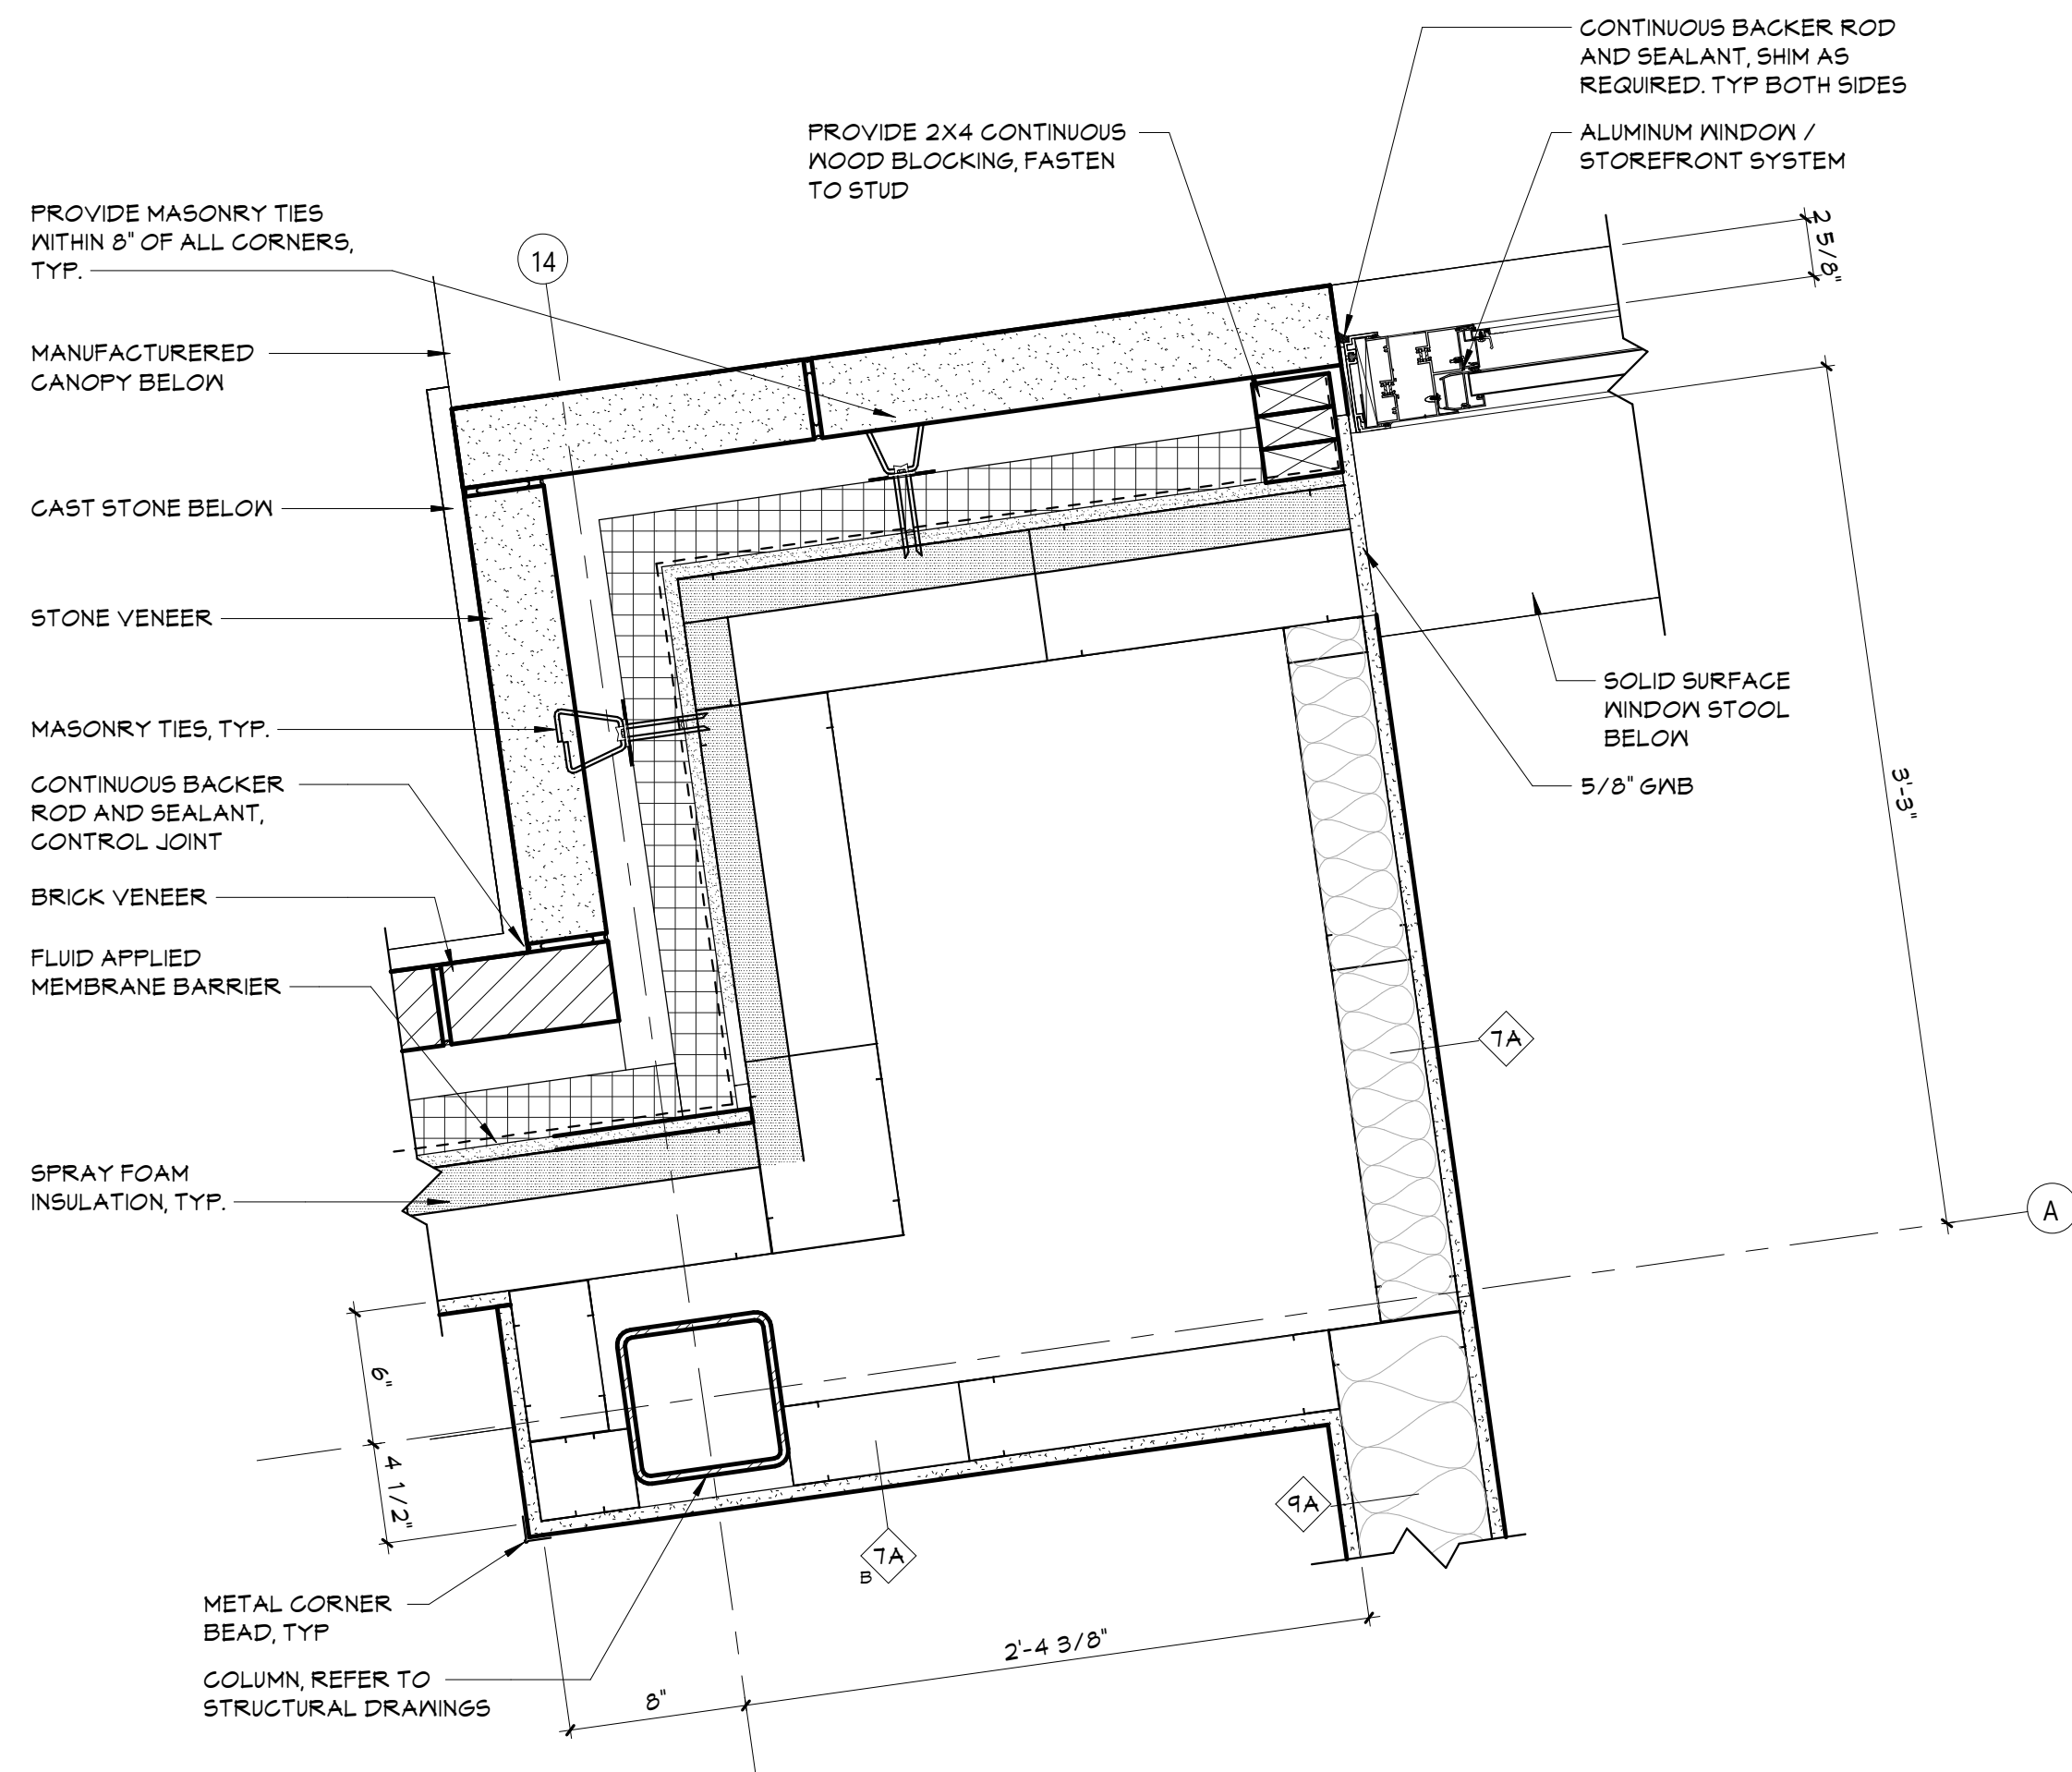 CONTINUOUS BACKER ROD
AND SEALANT, SHIM AS
REQUIRED. TYP BOTH SIDES
PROVIDE 2X4 CONTINUOUS
WOOD BLOCKING, FASTEN
TO STUD
ALUMINUM WINDOW /
STOREFRONT SYSTEM
PROVIDE MASONRY TIES
WITHIN 8" OF ALL CORNERS,
TYP.
14
2 5/8"
MANUFACTURERED
CANOPY BELOW
CAST STONE BELOW
STONE VENEER
MASONRY TIES, TYP.
CONTINUOUS BACKER
ROD AND SEALANT,
CONTROL JOINT
BRICK VENEER
FLUID APPLIED
MEMBRANE BARRIER
SPRAY FOAM
INSULATION, TYP.
SOLID SURFACE
WINDOW STOOL
BELOW
5/8" GWB
3'-3"
7A
A
6"
4 1/2"
9A
7A
B
METAL CORNER
BEAD, TYP
COLUMN, REFER TO
STRUCTURAL DRAWINGS
8"
2'-4 3/8"